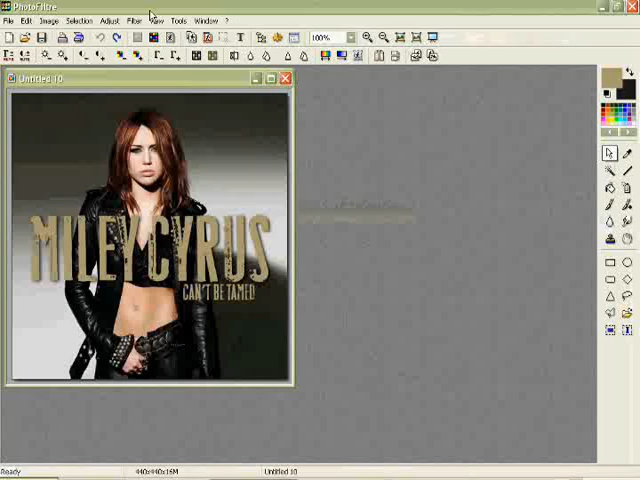 PhotoFiltre
File Edit Image Selection Adjust Filter View Tools Window ?
100%
Untitled 10
MILEY CYRUS
CAN'T BE TAMED
Ready 440x440x16M Untitled 10